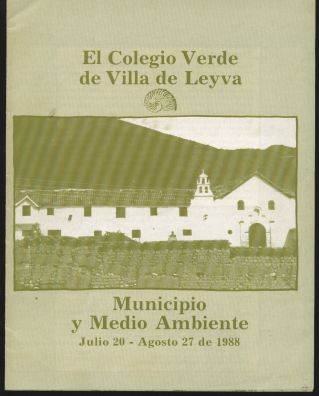 El Colegio Verde
de Villa de Leyva
Municipio
y Medio Ambiente
Julio 20 - Agosto 27 de 1988